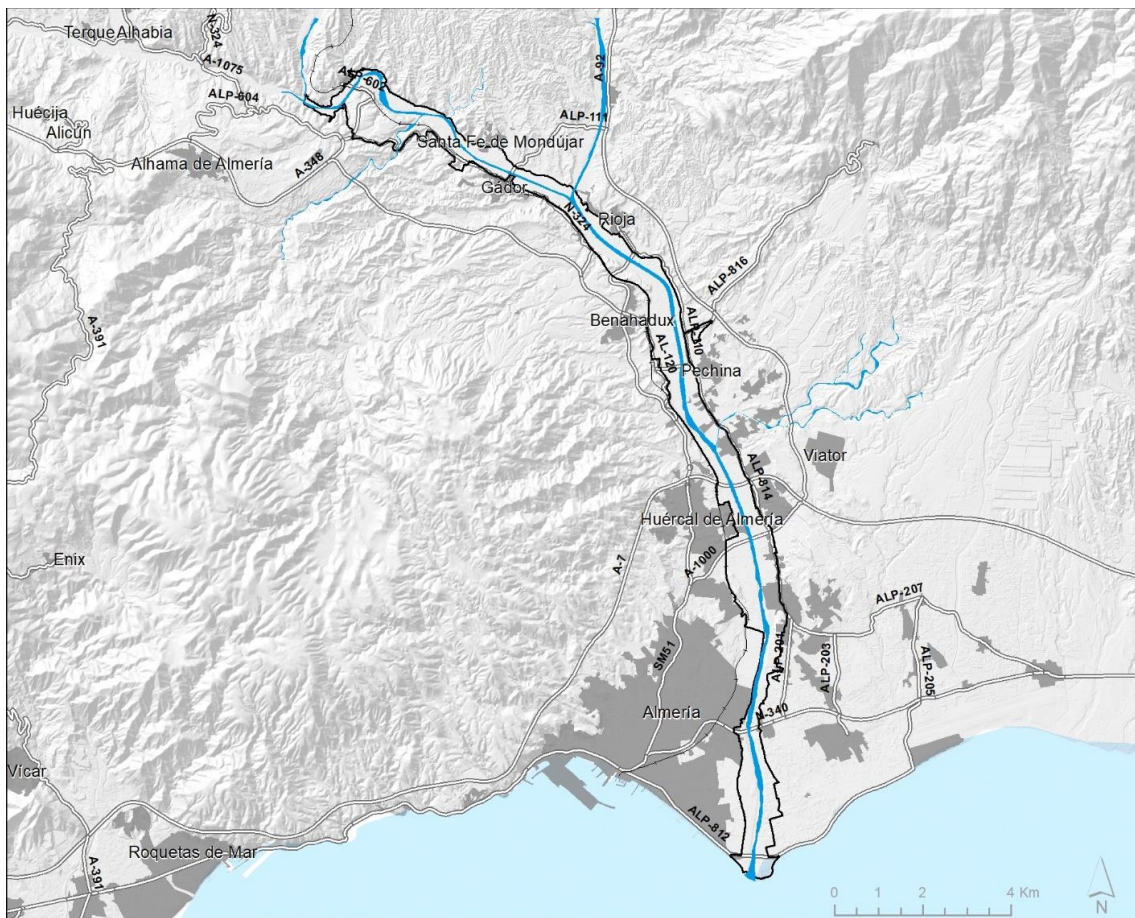 Terque Alhabia
N-324
A-1075
ALP-604
A-92
Huécija
Alicún
ALP-111
Santa Fe de Mondújar
Alhama de Almería
A-348
Gádor
N-324
Rioja
ALP-816
A-391
Benahadux
AL-120
Pechina
Viator
ALP-814
Huércal de Almería
Enix
A-7
A-1000
ALP-207
SM51
ALP-203
ALP-205
Almería
N-340
Vícar
ALP-812
Roquetas de Mar
A-391
0 1 2 4 Km
N